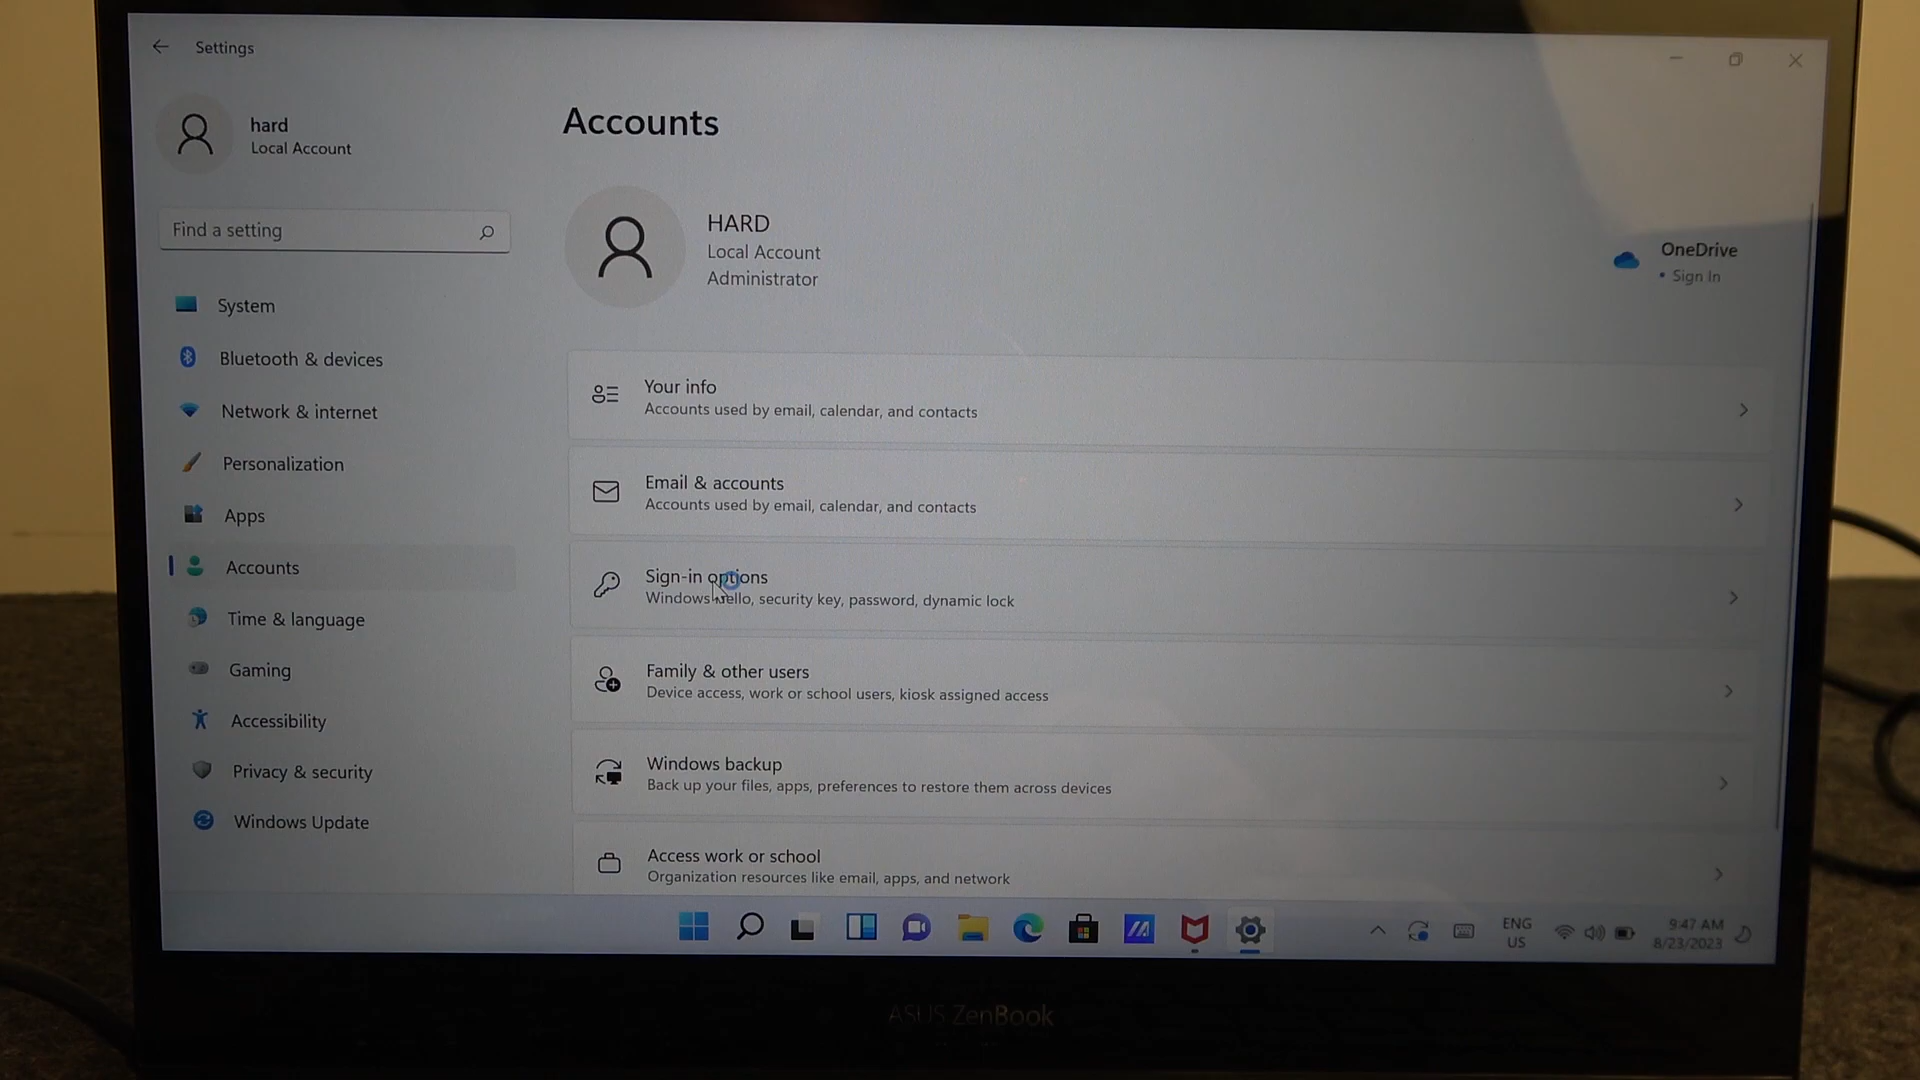 Settings
hard
Local Account
Find a setting
System
Bluetooth & devices
Network & internet
Personalization
Apps
Accounts
Time & language
Gaming
Accessibility
Privacy & security
Windows Update
Accounts
HARD
Local Account
Administrator
OneDrive
• Sign In
Your info
Accounts used by email, calendar, and contacts
Email & accounts
Accounts used by email, calendar, and contacts
Sign-in options
Windows Hello, security key, password, dynamic lock
Family & other users
Device access, work or school users, kiosk assigned access
Windows backup
Back up your files, apps, preferences to restore them across devices
Access work or school
Organization resources like email, apps, and network
ENG
US
9:47 AM
8/23/2023
ASUS ZenBook